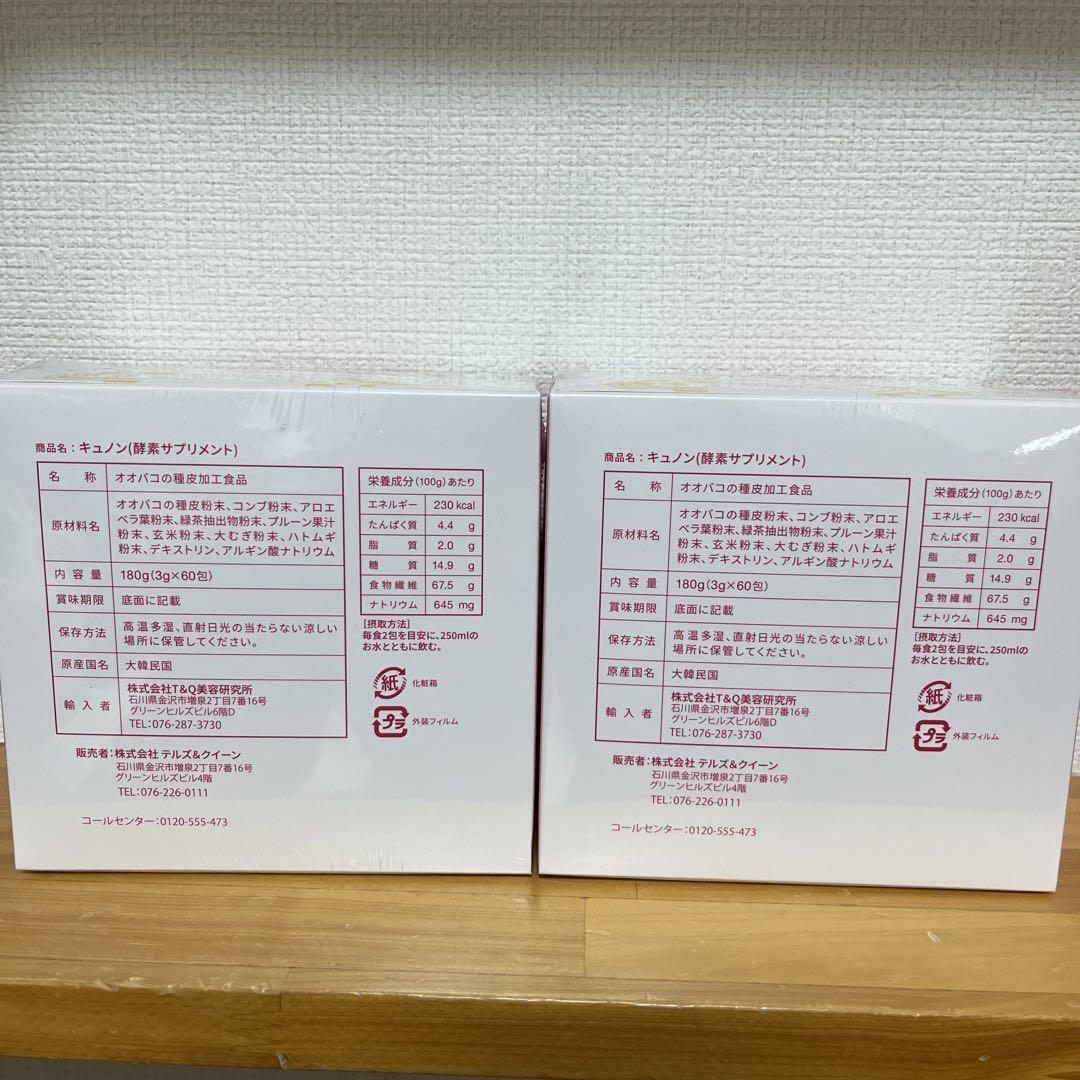 商品名：キュノン(酵素サプリメント)
名 称 オオバコの種皮加工食品
原材料名 オオバコの種皮粉末、コンブ粉末、アロエ
ベラ葉粉末、緑茶抽出物粉末、プルーン果汁
粉末、玄米粉末、大むぎ粉末、ハトムギ
粉末、デキストリン、アルギン酸ナトリウム
内容量 180g(3g×60包)
賞味期限 底面に記載
保存方法 高温多湿、直射日光の当たらない涼しい
場所に保管してください。
原産国名 大韓民国
輸入者 株式会社T&Q美容研究所
石川県金沢市増泉2丁目7番16号
グリーンヒルズビル6階D
TEL:076-287-3730
栄養成分(100g)あたり
エネルギー 230 kcal
たんぱく質 4.4 g
脂 質 2.0 g
糖 質 14.9 g
食物繊維 67.5 g
ナトリウム 645 mg
[摂取方法]
毎食2包を目安に、250mlの
お水とともに飲む。
紙 化粧箱
プラ 外装フィルム
販売者：株式会社 テルズ&クイーン
石川県金沢市増泉2丁目7番16号
グリーンヒルズビル4階
TEL:076-226-0111
コールセンター：0120-555-473
商品名：キュノン(酵素サプリメント)
名 称 オオバコの種皮加工食品
原材料名 オオバコの種皮粉末、コンブ粉末、アロエ
ベラ葉粉末、緑茶抽出物粉末、プルーン果汁
粉末、玄米粉末、大むぎ粉末、ハトムギ
粉末、デキストリン、アルギン酸ナトリウム
内容量 180g(3g×60包)
賞味期限 底面に記載
保存方法 高温多湿、直射日光の当たらない涼しい
場所に保管してください。
原産国名 大韓民国
輸入者 株式会社T&Q美容研究所
石川県金沢市増泉2丁目7番16号
グリーンヒルズビル6階D
TEL:076-287-3730
栄養成分(100g)あたり
エネルギー 230 kcal
たんぱく質 4.4 g
脂 質 2.0 g
糖 質 14.9 g
食物繊維 67.5 g
ナトリウム 645 mg
[摂取方法]
毎食2包を目安に、250mlの
お水とともに飲む。
紙 化粧箱
プラ 外装フィルム
販売者：株式会社 テルズ&クイーン
石川県金沢市増泉2丁目7番16号
グリーンヒルズビル4階
TEL:076-226-0111
コールセンター：0120-555-473